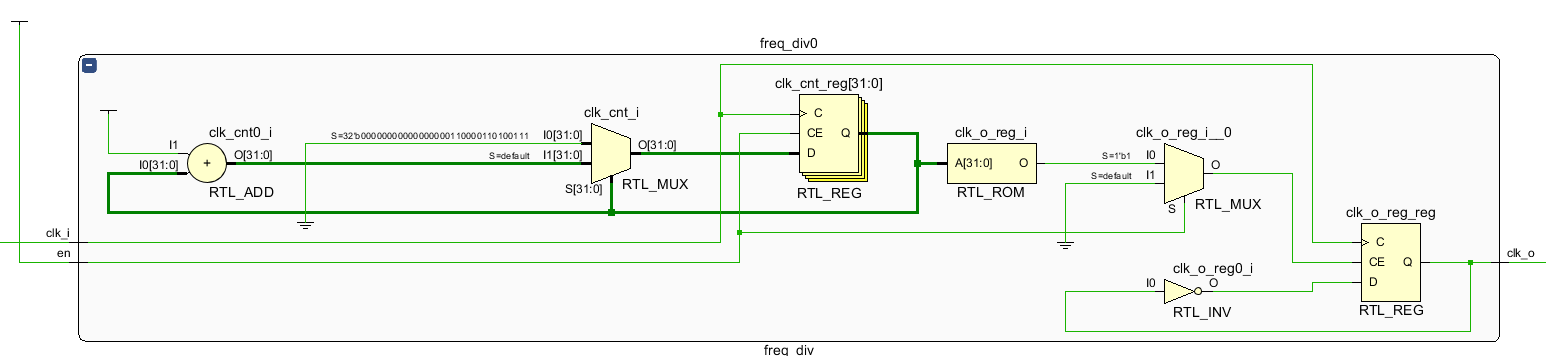 freq_div0
clk_cnt_reg[31:0]
clk_cnt_i
clk_cnt0_i
S=32'b00000000000000001100001101001​11
I0[31:0]
C
CE
Q
D
clk_o_reg_i
clk_o_reg_i__0
I1
O[31:0]
S=default
I1[31:0]
O[31:0]
I0[31:0]
+
A[31:0]
O
S=1'b1
I0
O
S=default
I1
RTL_ADD
S[31:0]
RTL_MUX
RTL_REG
RTL_ROM
S
RTL_MUX
clk_o_reg_reg
clk_i
en
C
CE
Q
D
clk_o
clk_o_reg0_i
I0
O
RTL_INV
RTL_REG
freq_div